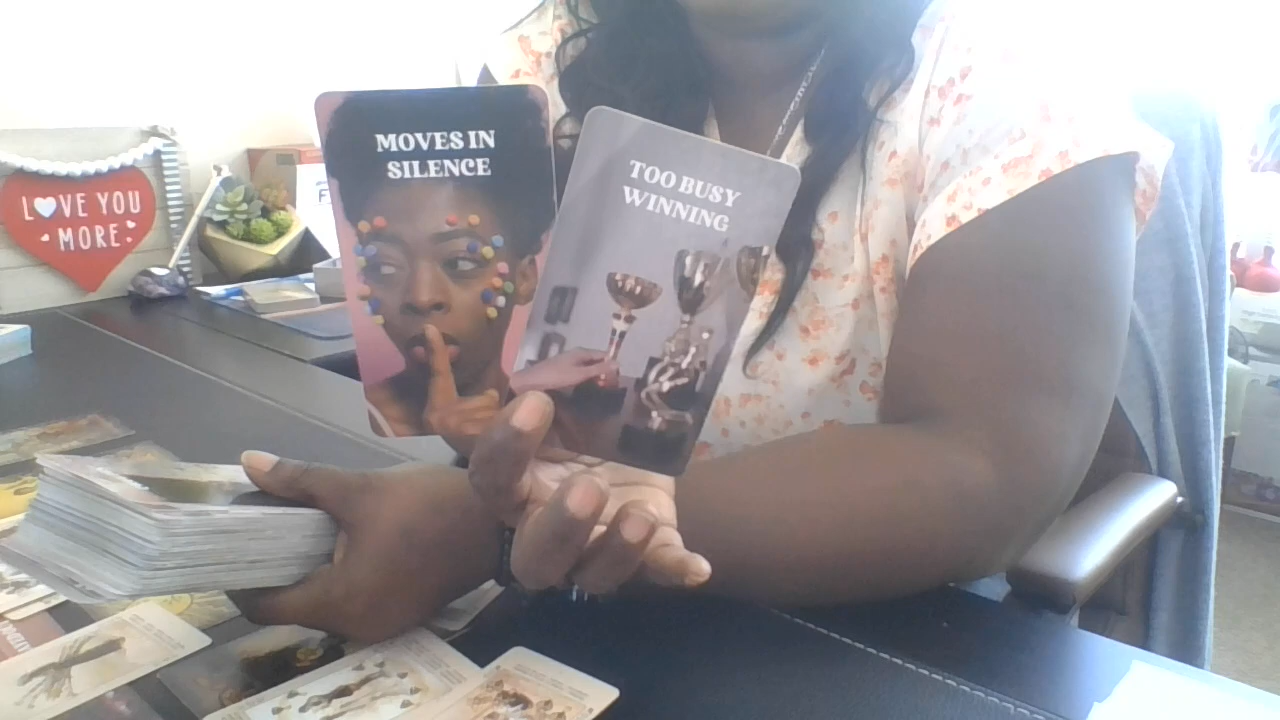 MOVES IN
SILENCE
TOO BUSY
WINNING
LOVE YOU
MORE